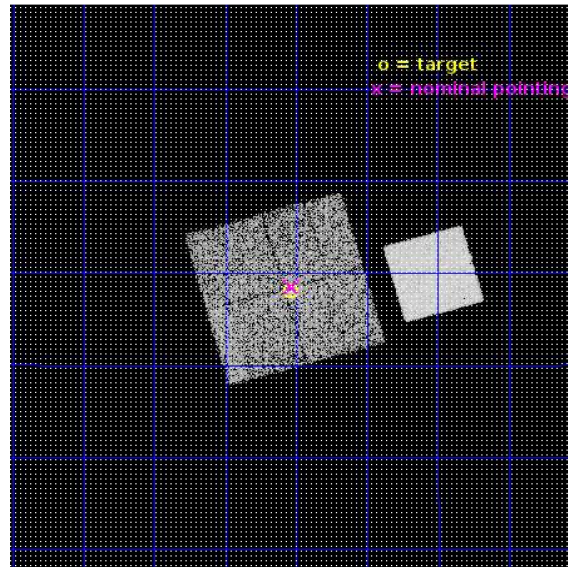 o = target
x = nominal pointing